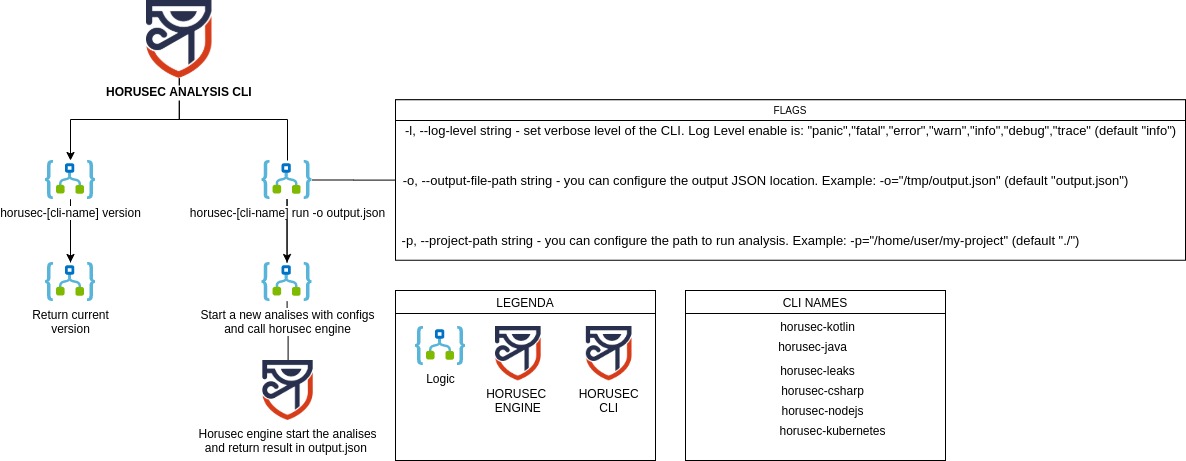 HORUSEC ANALYSIS CLI
horusec-[cli-name] version
horusec-[cli-name] run -o output.json
Return current
version
Start a new analises with configs
and call horusec engine
Horusec engine start the analises
and return result in output.json
FLAGS
-l, --log-level string - set verbose level of the CLI. Log Level enable is: "panic","fatal","error","warn","info","debug","trace" (default "info")
-o, --output-file-path string - you can configure the output JSON location. Example: -o="/tmp/output.json" (default "output.json")
-p, --project-path string - you can configure the path to run analysis. Example: -p="/home/user/my-project" (default "./")
LEGENDA
Logic
HORUSEC
ENGINE
HORUSEC
CLI
CLI NAMES
horusec-kotlin
horusec-java
horusec-leaks
horusec-csharp
horusec-nodejs
horusec-kubernetes